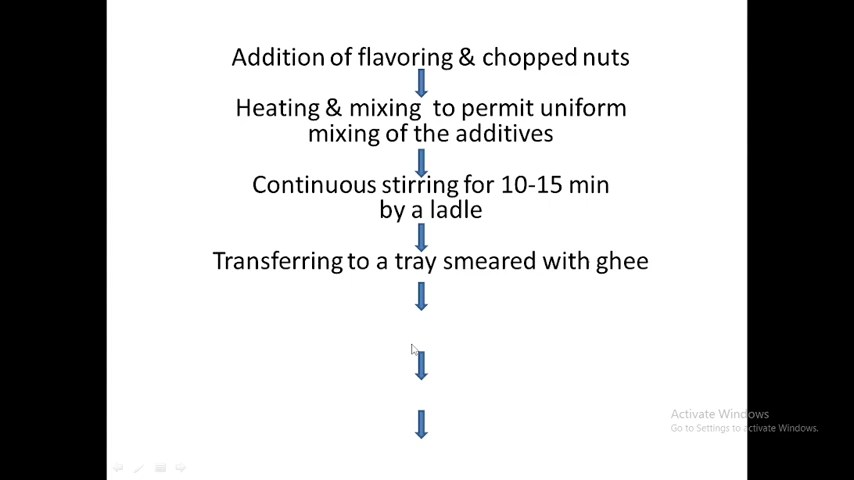 Addition of flavoring & chopped nuts
Heating & mixing to permit uniform
mixing of the additives
Continuous stirring for 10-15 min
by a ladle
Transferring to a tray smeared with ghee
Activate Windows
Go to Settings to activate Windows.